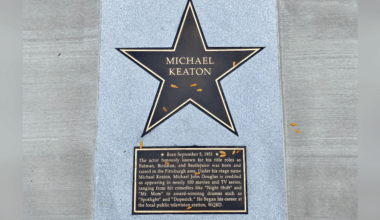 MICHAEL
KEATON
★ Born September 5, 1951 ★
The actor famously known for his title roles as
Batman, Birdman, and Beetlejuice was born and
raised in the Pittsburgh area. Under his stage name
Michael Keaton, Michael John Douglas is credited
as appearing in nearly 100 movies and TV series,
ranging from hit comedies like "Night Shift" and
"Mr. Mom" to award-winning dramas such as
"Spotlight" and "Dopesick." He began his career at
the local public television station, WQED.